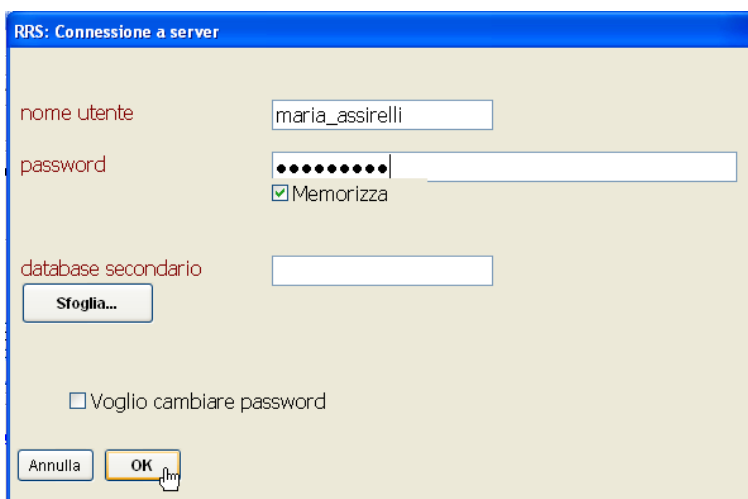 RRS: Connessione a server
nome utente maria_assirelli
password ●●●●●●●●●
Memorizza
database secondario
Sfoglia...
Voglio cambiare password
Annulla OK